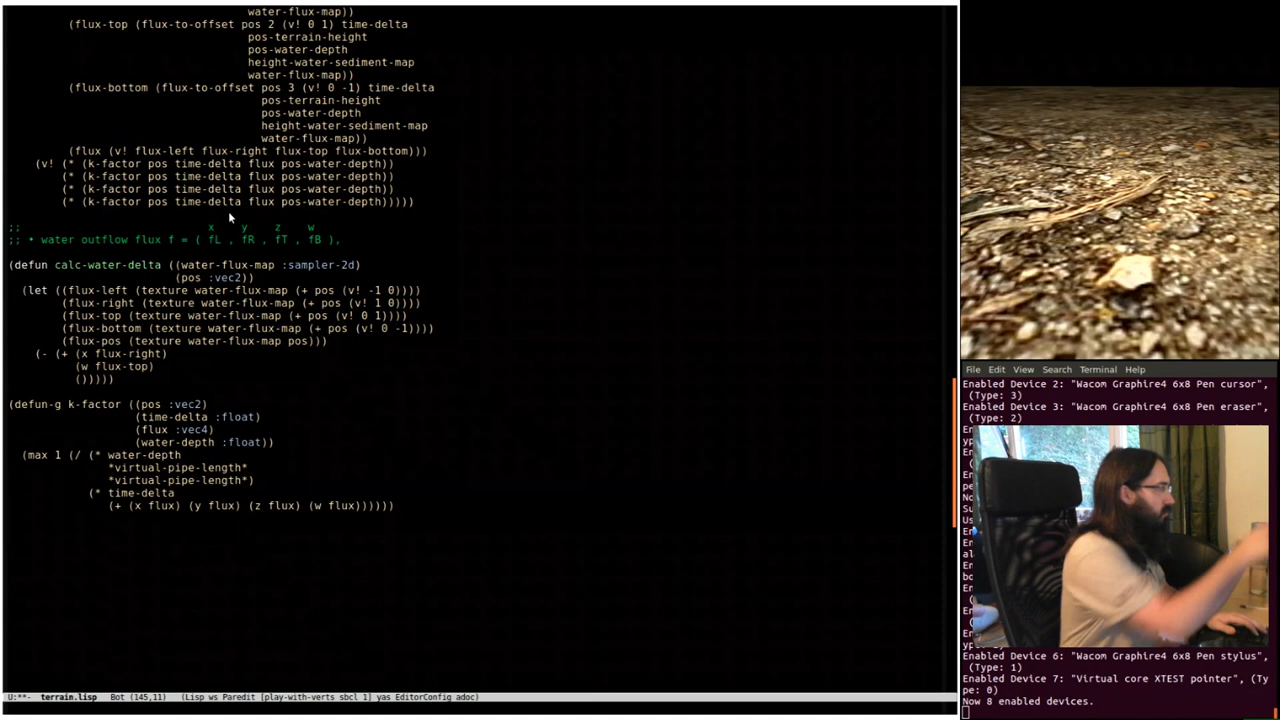 water-flux-map))
(flux-top (flux-to-offset pos 2 (v! 0 1) time-delta
pos-terrain-height
pos-water-depth
height-water-sediment-map
water-flux-map))
(flux-bottom (flux-to-offset pos 3 (v! 0 -1) time-delta
pos-terrain-height
pos-water-depth
height-water-sediment-map
water-flux-map))
(flux (v! flux-left flux-right flux-top flux-bottom)))
(v! (* (k-factor pos time-delta flux pos-water-depth))
(* (k-factor pos time-delta flux pos-water-depth))
(* (k-factor pos time-delta flux pos-water-depth))
(* (k-factor pos time-delta flux pos-water-depth)))))
;; x y z w
;; • water outflow flux f = ( fL , fR , fT , fB ),
(defun calc-water-delta ((water-flux-map :sampler-2d)
(pos :vec2))
(let ((flux-left (texture water-flux-map (+ pos (v! -1 0))))
(flux-right (texture water-flux-map (+ pos (v! 1 0))))
(flux-top (texture water-flux-map (+ pos (v! 0 1))))
(flux-bottom (texture water-flux-map (+ pos (v! 0 -1))))
(flux-pos (texture water-flux-map pos)))
(- (+ (x flux-right)
(w flux-top)
()))))
(defun-g k-factor ((pos :vec2)
(time-delta :float)
(flux :vec4)
(water-depth :float))
(max 1 (/ (* water-depth
*virtual-pipe-length*
*virtual-pipe-length*)
(* time-delta
(+ (x flux) (y flux) (z flux) (w flux))))))
U:**- terrain.lisp Bot (145,11) (Lisp ws Paredit [play-with-verts sbcl 1] yas EditorConfig adoc)
File Edit View Search Terminal Help
Enabled Device 2: "Wacom Graphire4 6x8 Pen cursor",
(Type: 3)
Enabled Device 3: "Wacom Graphire4 6x8 Pen eraser",
(Type: 2)
Enabled Device 6: "Wacom Graphire4 6x8 Pen stylus",
(Type: 1)
Enabled Device 7: "Virtual core XTEST pointer", (Ty
pe: 0)
Now 8 enabled devices.